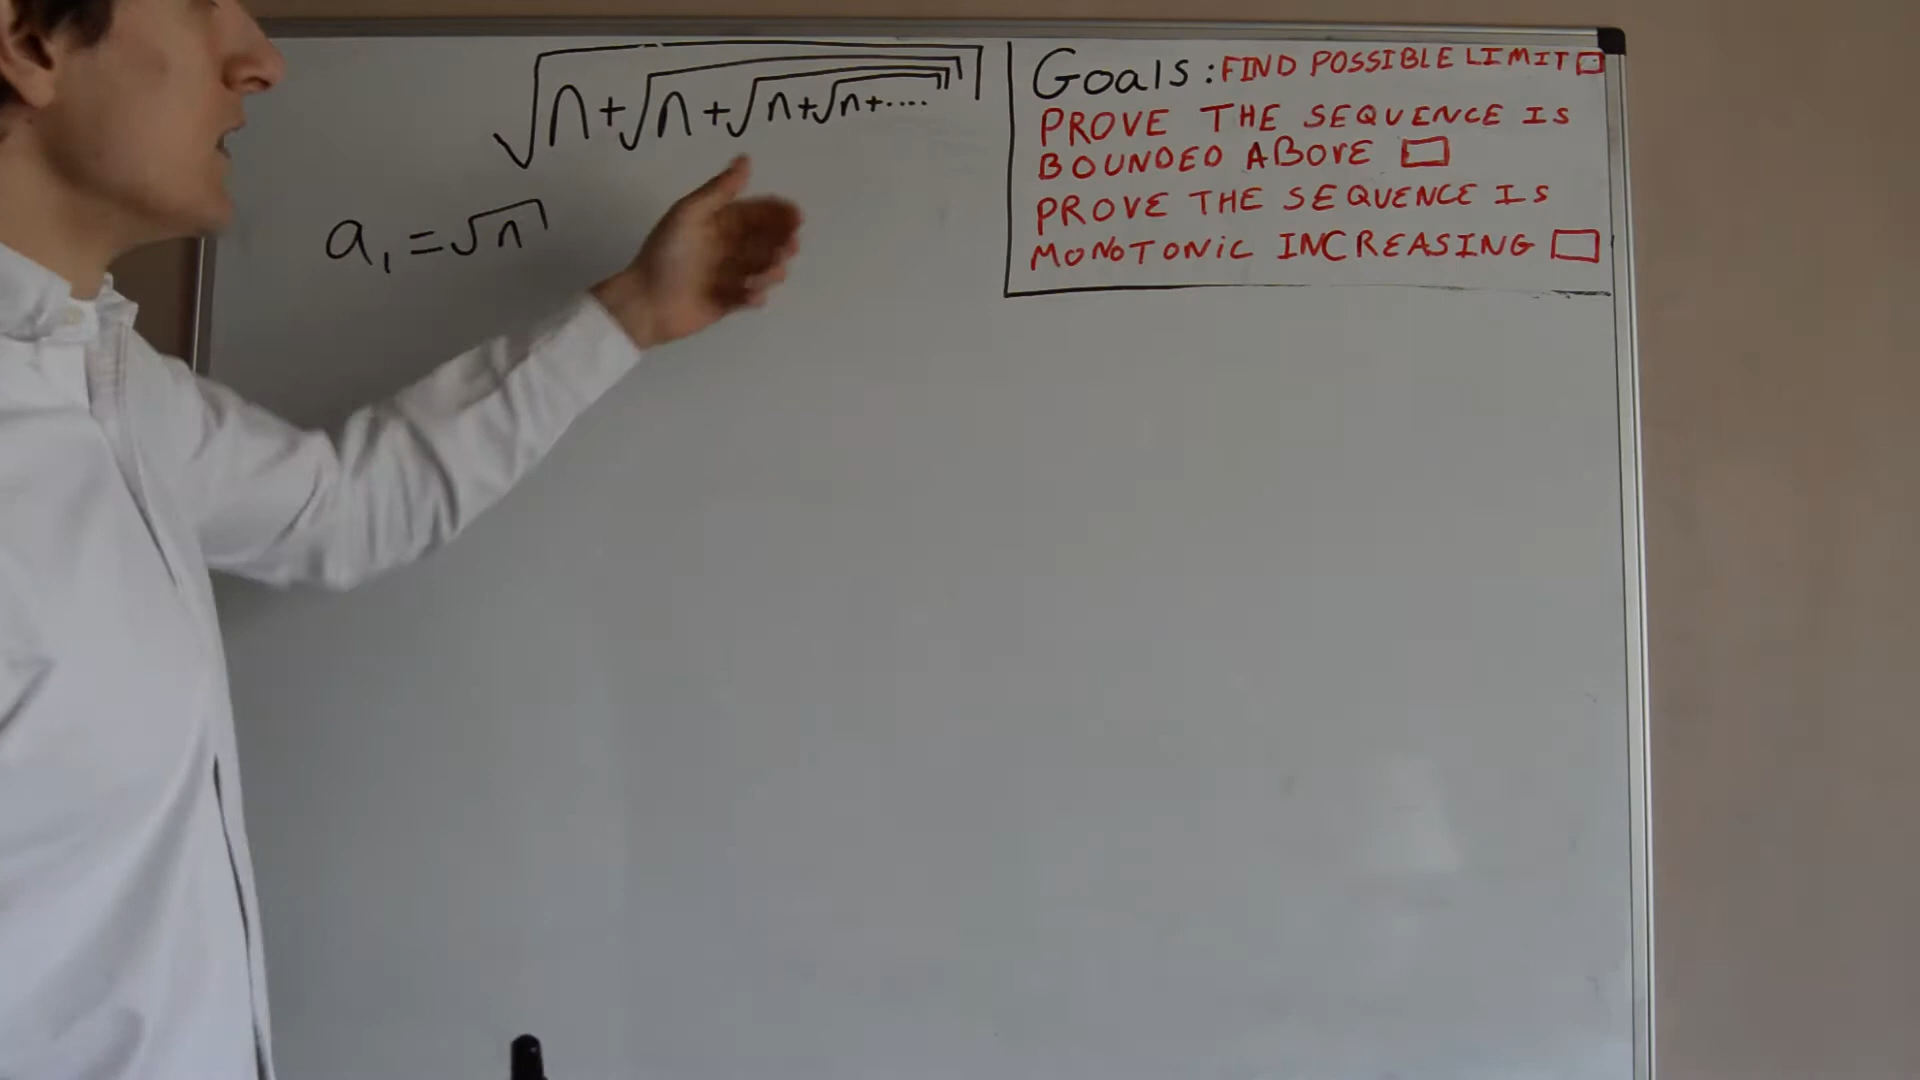 √n+√n+√n+√n+....
a₁=√n
Goals: FIND POSSIBLE LIMIT
PROVE THE SEQUENCE IS
BOUNDED ABOVE
PROVE THE SEQUENCE IS
MONOTONIC INCREASING